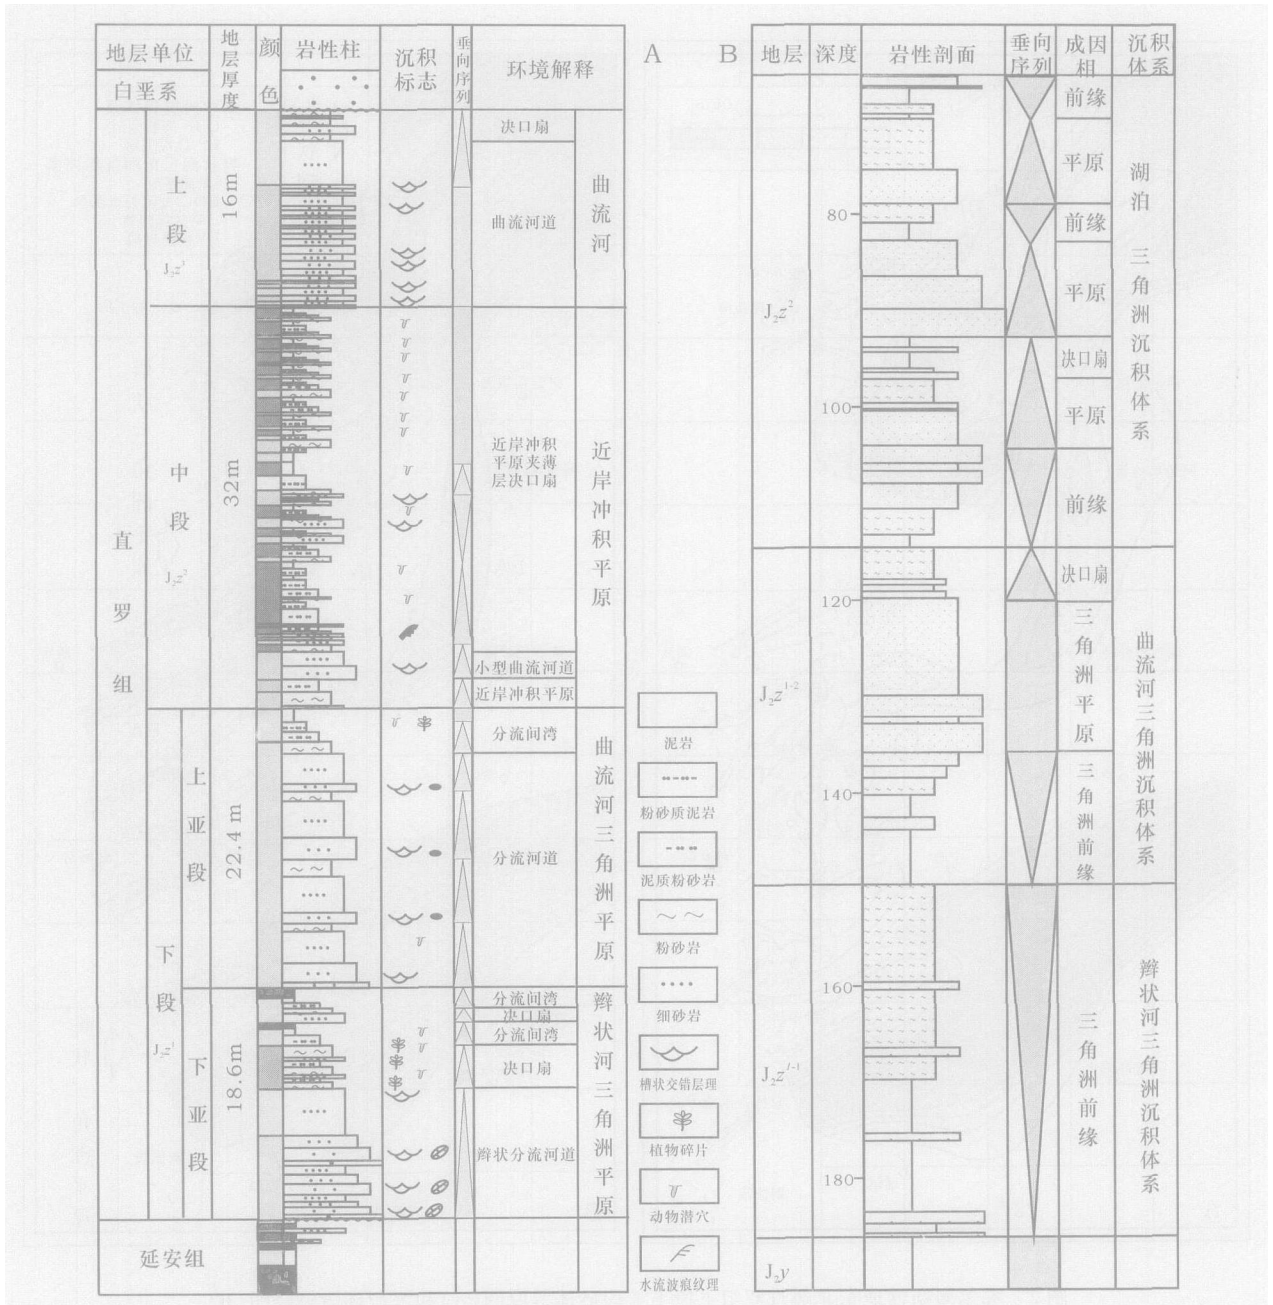 A
地层单位
白垩系
地层厚度
颜色
岩性柱
沉积
标志
垂向序列
环境解释
直罗组
上段
J₂z³
16m
决口扇
曲流河道
曲流河
中段
J₂z²
32m
近岸冲积
平原夹薄
层决口扇
小型曲流河道
近岸冲积平原
近岸冲积平原
下段
J₂z¹
上亚段
22.4 m
分流间湾
分流河道
曲流河三角洲平原
下亚段
18.6m
分流间湾
决口扇
分流间湾
决口扇
辫状分流河道
辫状河三角洲平原
延安组
泥岩
粉砂质泥岩
泥质粉砂岩
粉砂岩
细砂岩
槽状交错层理
植物碎片
动物潜穴
水流波痕纹理
B
地层
深度
岩性剖面
垂向
序列
成因
相
沉积
体系
J₂z²
80
100
前缘
平原
前缘
平原
决口扇
平原
前缘
湖泊三角洲沉积体系
J₂z¹⁻²
120
140
决口扇
三角洲平原
三角洲前缘
曲流河三角洲沉积体系
J₂z¹⁻¹
160
180
三角洲前缘
辫状河三角洲沉积体系
J₂y